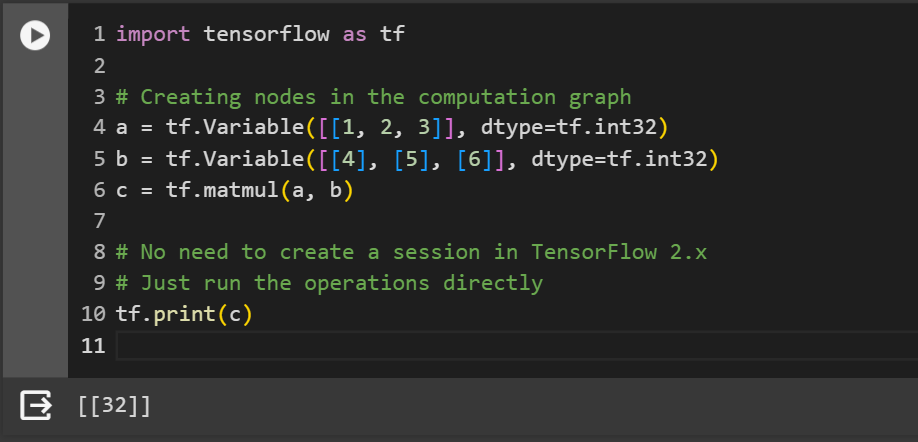 1 import tensorflow as tf
2
3 # Creating nodes in the computation graph
4 a = tf.Variable([[1, 2, 3]], dtype=tf.int32)
5 b = tf.Variable([[4], [5], [6]], dtype=tf.int32)
6 c = tf.matmul(a, b)
7
8 # No need to create a session in TensorFlow 2.x
9 # Just run the operations directly
10 tf.print(c)
11
[[32]]